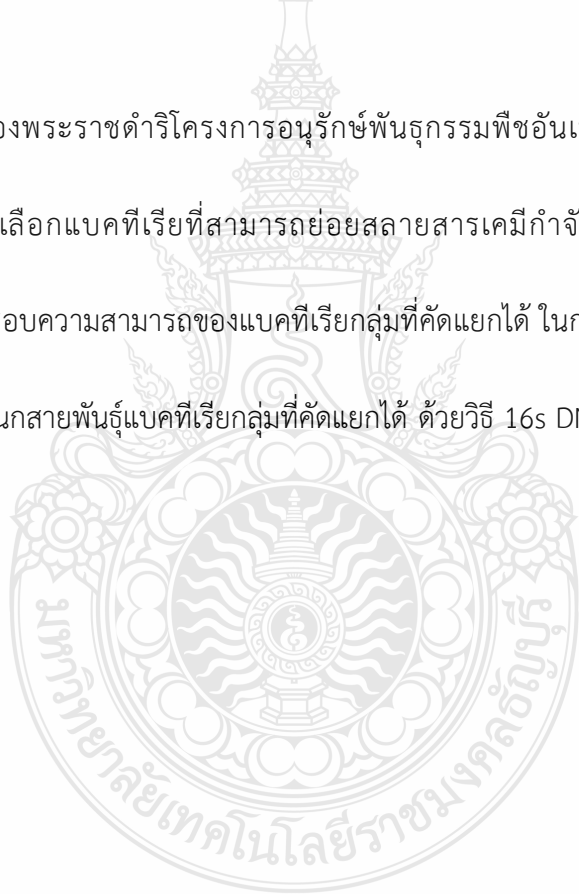 องพระราชดำริโครงการอนุรักษ์พันธุกรรมพืชอันเ
เลือกแบคทีเรียที่สามารถย่อยสลายสารเคมีกำจั
อบความสามารถของแบคทีเรียกลุ่มที่คัดแยกได้ ในก
นกสายพันธุ์แบคทีเรียกลุ่มที่คัดแยกได้ ด้วยวิธี 16s DN
มหาวิทยาลัยเทคโนโลยีราชมงคลธัญบุรี